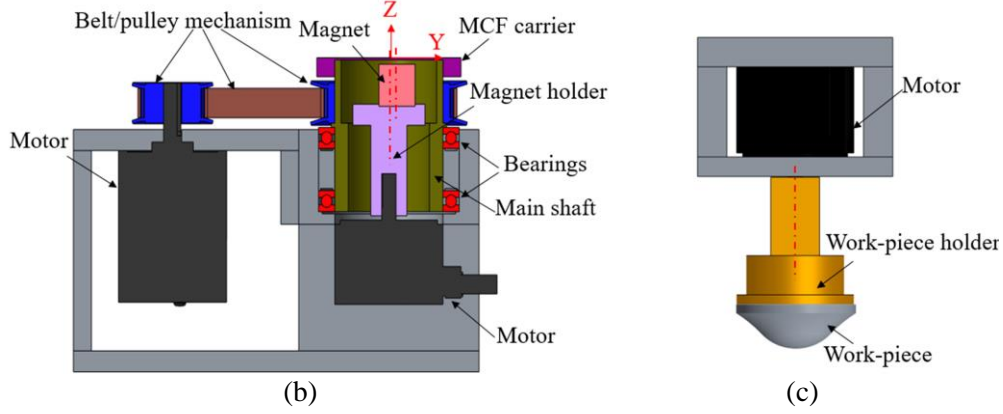 Belt/pulley mechanism
Z
Magnet
Y
MCF carrier
Magnet holder
Motor
Bearings
Main shaft
Motor
(b)
Motor
Work-piece holder
Work-piece
(c)